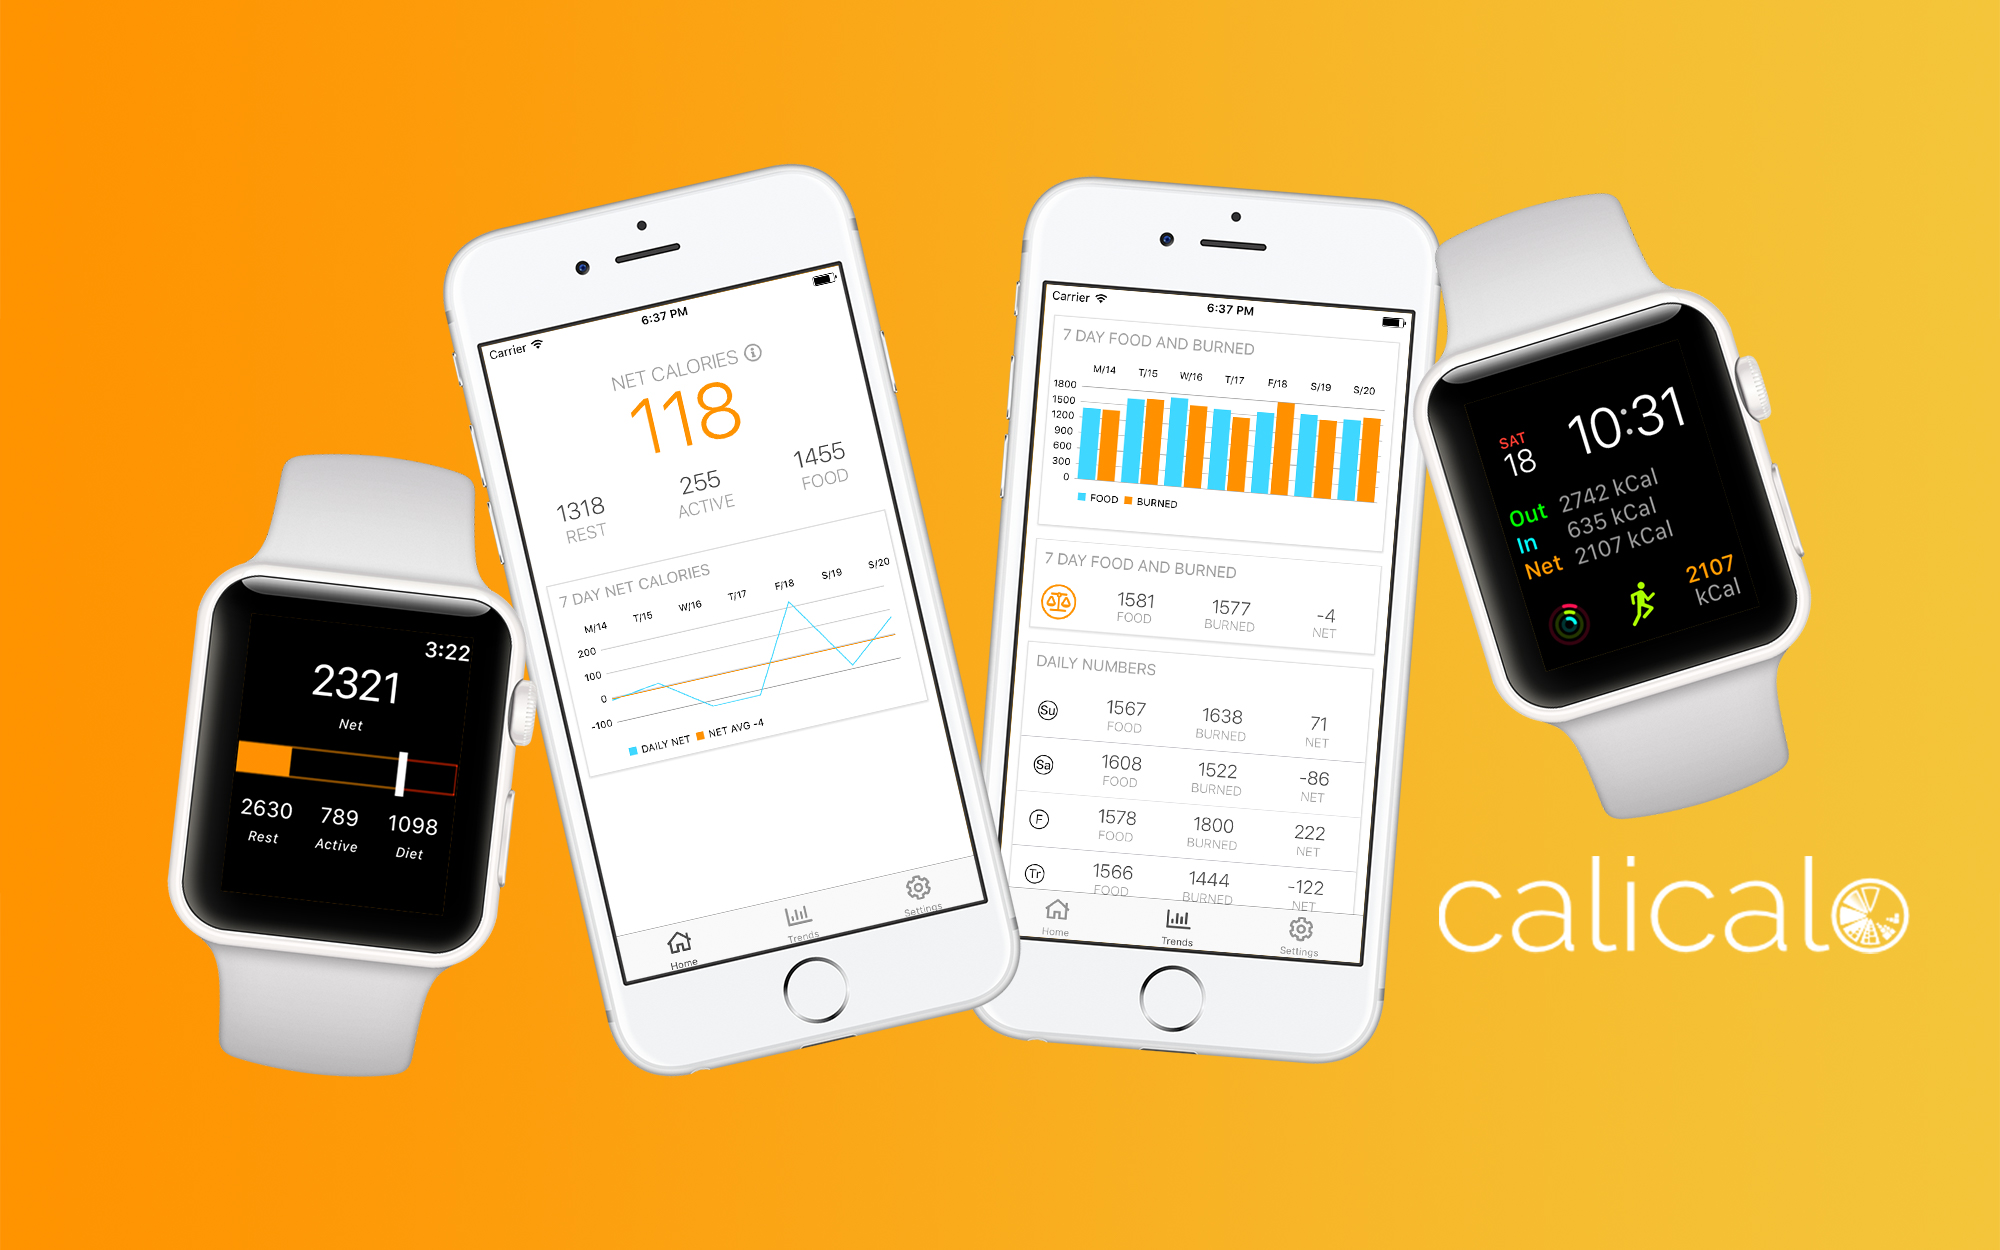 3:22
2321
Net
2630 789 1098
Rest Active Diet
Carrier 6:37 PM
NET CALORIES i
118
1318 255 1455
REST ACTIVE FOOD
7 DAY NET CALORIES
M/14 T/15 W/16 T/17 F/18 S/19 S/20
200
100
0
-100
DAILY NET NET AVG -4
Home Trends Settings
Carrier 6:37 PM
7 DAY FOOD AND BURNED
M/14 T/15 W/16 T/17 F/18 S/19 S/20
1800
1500
1200
900
600
300
0
FOOD BURNED
7 DAY FOOD AND BURNED
1581 1577 -4
FOOD BURNED NET
DAILY NUMBERS
Su 1567 1638 71
FOOD BURNED NET
Sa 1608 1522 -86
FOOD BURNED NET
F 1578 1800 222
FOOD BURNED NET
Tr 1566 1444 -122
FOOD BURNED NET
Home Trends Settings
SAT
18 10:31
Out 2742 kCal
In 635 kCal
Net 2107 kCal
2107
kCal
calicalo